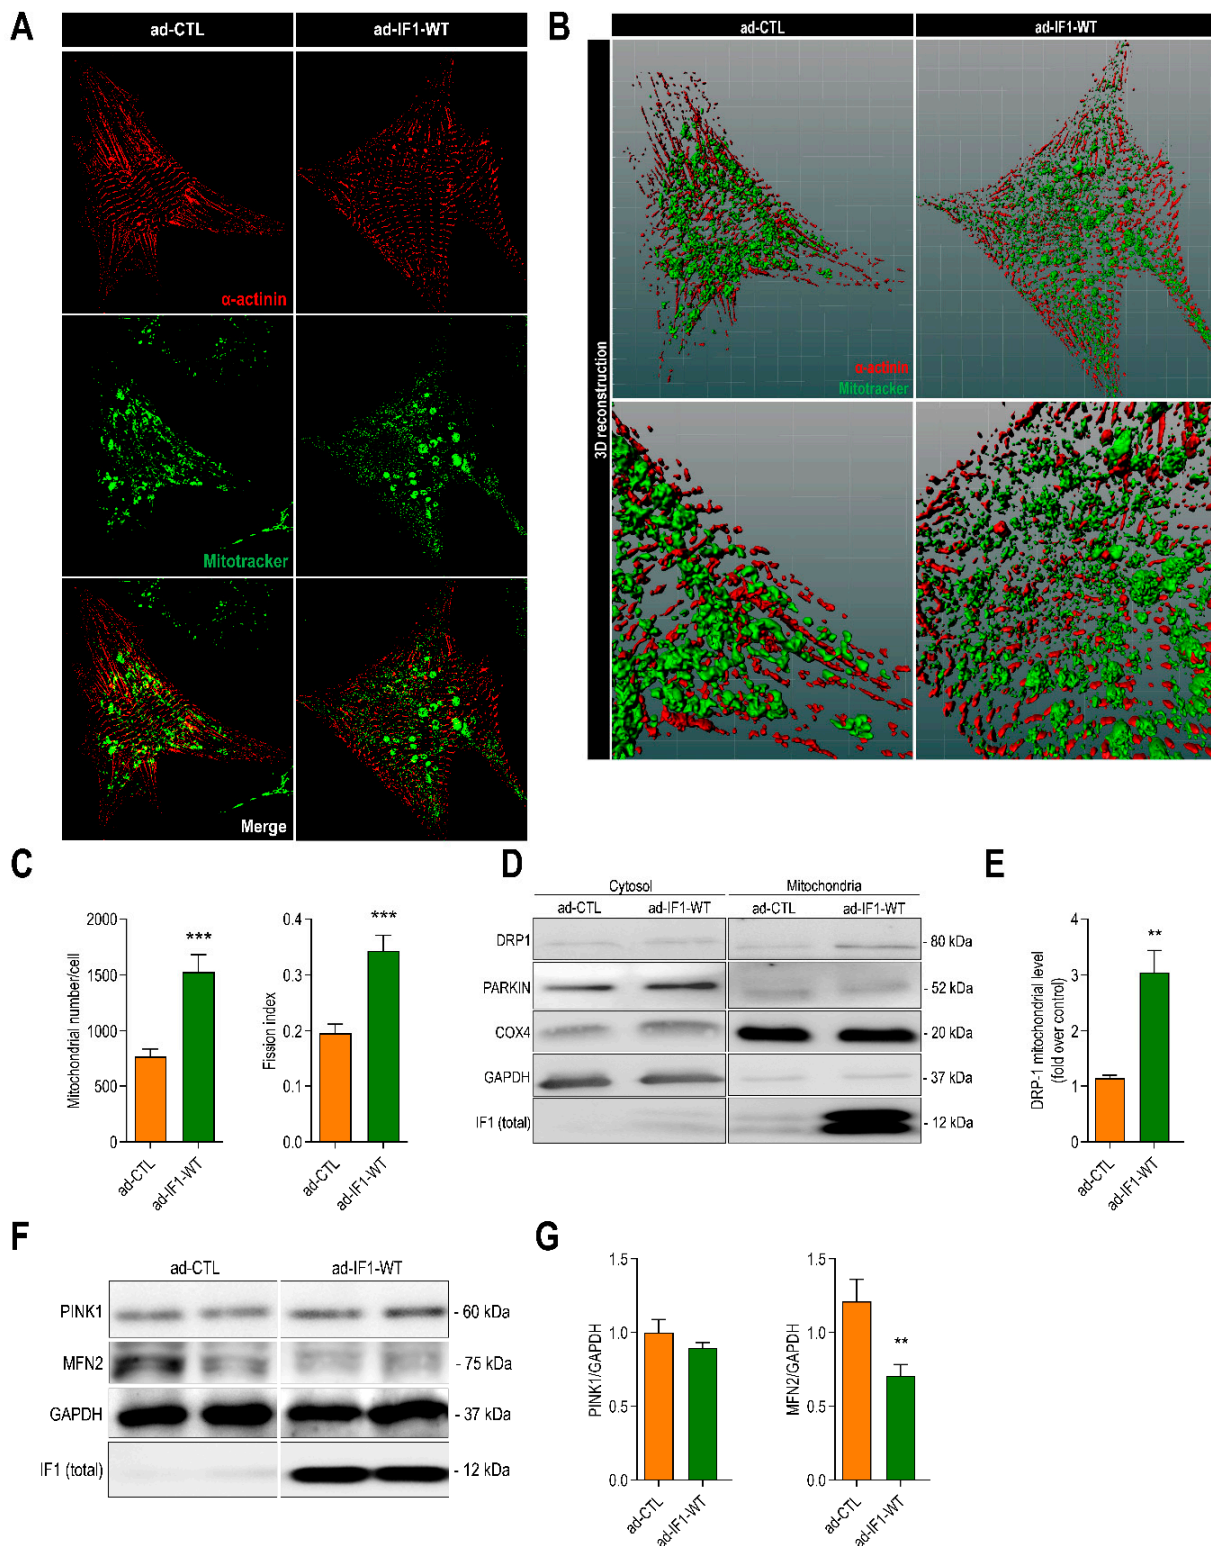 A
ad-CTL
ad-IF1-WT
α-actinin
Mitotracker
Merge
B
ad-CTL
ad-IF1-WT
3D reconstruction
α-actinin
Mitotracker
C
Mitochondrial number/cell
2000
1500
1000
500
0
***
ad-CTL
ad-IF1-WT
Fission index
0.4
0.3
0.2
0.1
0.0
***
ad-CTL
ad-IF1-WT
D
Cytosol
Mitochondria
ad-CTL
ad-IF1-WT
ad-CTL
ad-IF1-WT
DRP1
- 80 kDa
PARKIN
- 52 kDa
COX4
- 20 kDa
GAPDH
- 37 kDa
IF1 (total)
- 12 kDa
E
DRP-1 mitochondrial level
(fold over control)
4
3
2
1
0
**
ad-CTL
ad-IF1-WT
F
ad-CTL
ad-IF1-WT
PINK1
- 60 kDa
MFN2
- 75 kDa
GAPDH
- 37 kDa
IF1 (total)
- 12 kDa
G
PINK1/GAPDH
1.5
1.0
0.5
0.0
ad-CTL
ad-IF1-WT
MFN2/GAPDH
1.5
1.0
0.5
0.0
**
ad-CTL
ad-IF1-WT